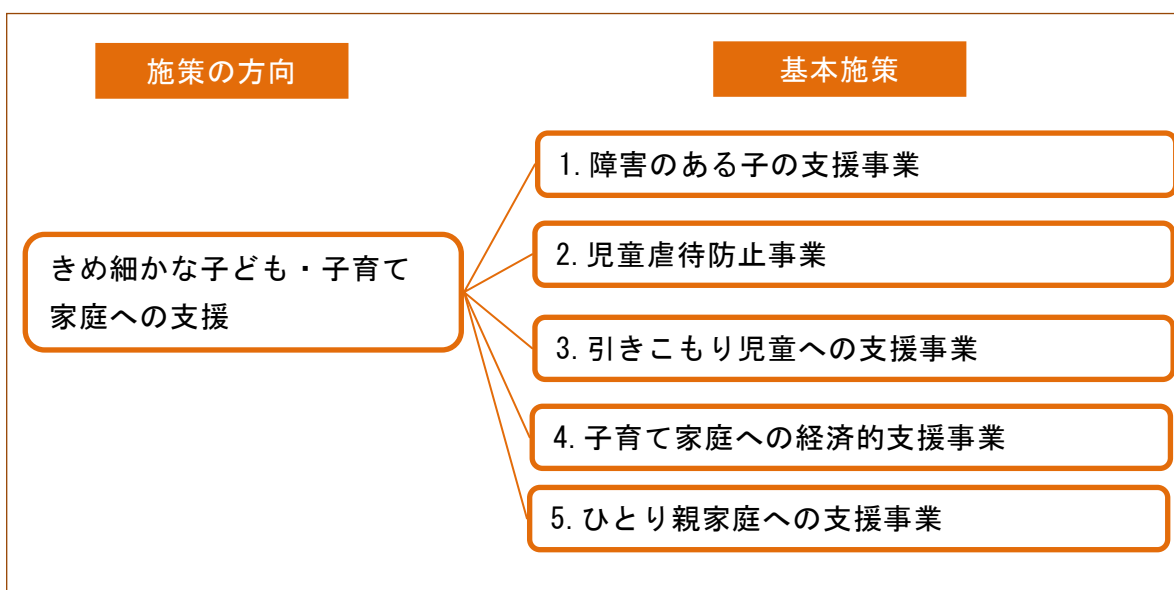 施策の方向
基本施策
きめ細かな子ども・子育て
家庭への支援
1.障害のある子の支援事業
2.児童虐待防止事業
3.引きこもり児童への支援事業
4.子育て家庭への経済的支援事業
5.ひとり親家庭への支援事業